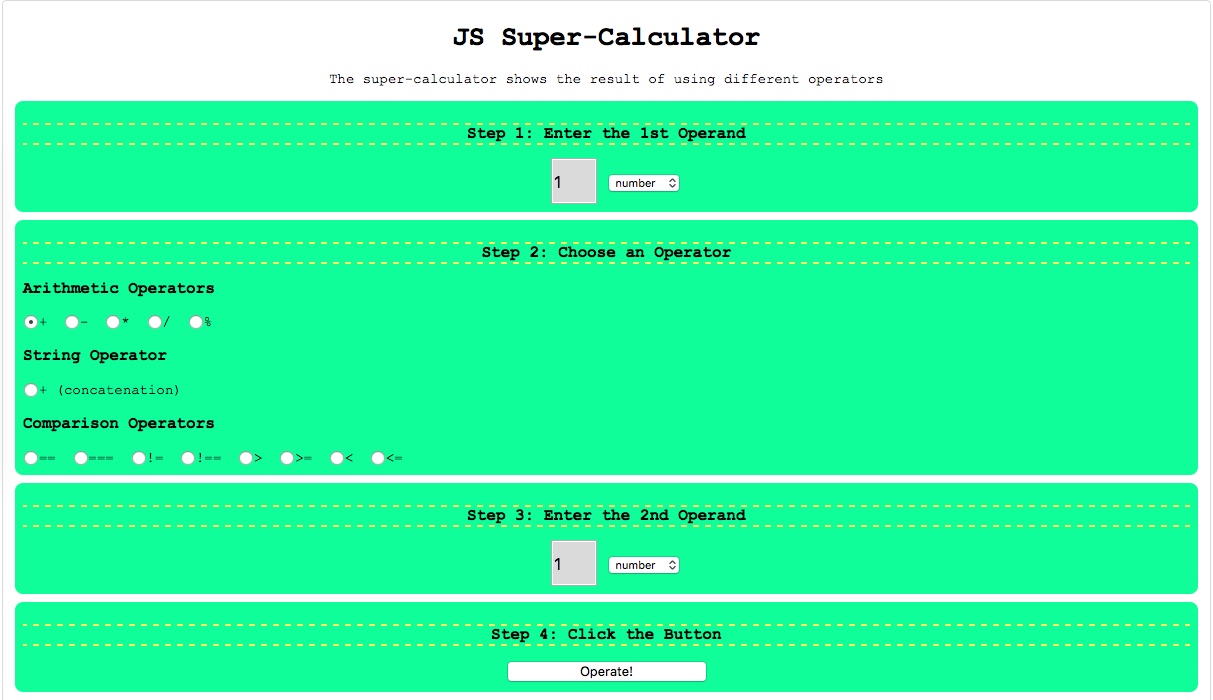 JS Super-Calculator
The super-calculator shows the result of using different operators
Step 1: Enter the 1st Operand
1 number
Step 2: Choose an Operator
Arithmetic Operators
+ - * / %
String Operator
+ (concatenation)
Comparison Operators
== === != !== > >= < <=
Step 3: Enter the 2nd Operand
1 number
Step 4: Click the Button
Operate!